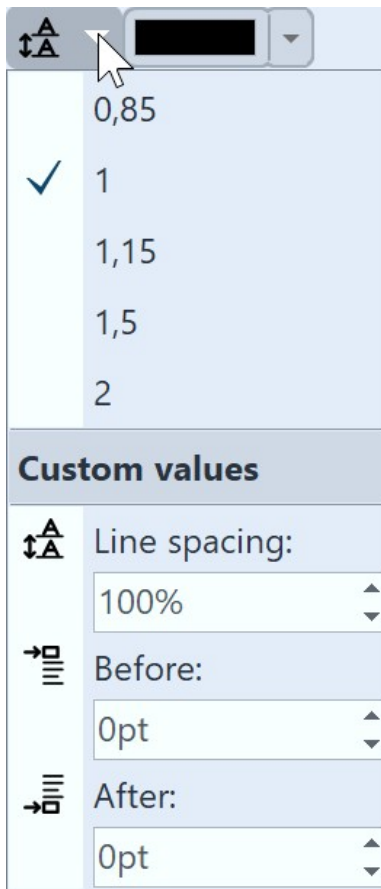 0,85
1
1,15
1,5
2
Custom values
Line spacing:
100%
Before:
0pt
After:
0pt